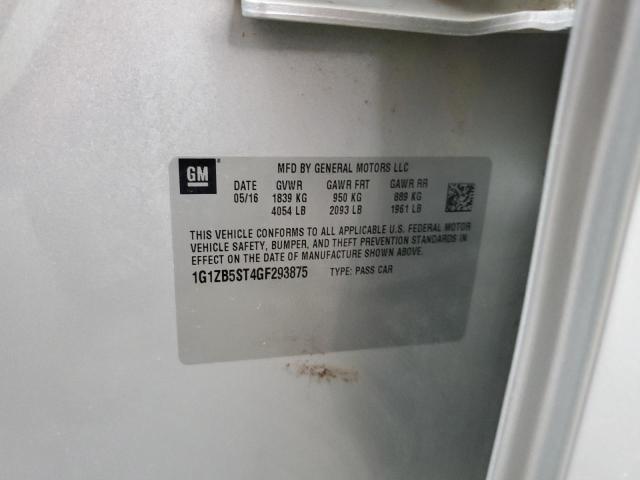 GM
MFD BY GENERAL MOTORS LLC
DATE GVWR GAWR FRT GAWR RR
05/16 1839 KG 950 KG 889 KG
4054 LB 2093 LB 1961 LB
THIS VEHICLE CONFORMS TO ALL APPLICABLE U.S. FEDERAL MOTOR
VEHICLE SAFETY, BUMPER, AND THEFT PREVENTION STANDARDS IN
EFFECT ON THE DATE OF MANUFACTURE SHOWN ABOVE.
1G1ZB5ST4GF293875 TYPE: PASS CAR